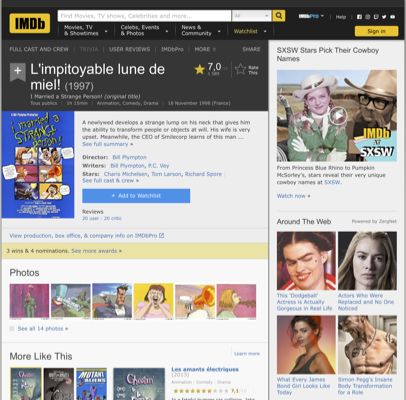 IMDb
Find Movies, TV shows, Celebrities and more...
All
IMDbPro
Help
Movies, TV
& Showtimes
Celebs, Events
& Photos
News &
Community
Watchlist
Sign in
FULL CAST AND CREW | TRIVIA | USER REVIEWS | IMDbPro | MORE
SHARE
L'impitoyable lune de
miel! (1997)
I Married a Strange Person! (original title)
Tous publics | 1h 15min | Animation, Comedy, Drama | 18 November 1998 (France)
7,0
Rate
This
A newlywed develops a strange lump on his neck that gives him
the ability to transform people or objects at will. His wife is very
upset. Meanwhile, the CEO of Smilecorp learns of this man ...
See full summary »
Director: Bill Plympton
Writers: Bill Plympton, P.C. Vey
Stars: Charis Michelsen, Tom Larson, Richard Spore |
See full cast & crew »
+ Add to Watchlist
Reviews
20 user | 26 critic
View production, box office, & company info on IMDbPro
3 wins & 4 nominations. See more awards »
Photos
See all 14 photos »
More Like This
Learn more
MUTANT
ALIENS
Les amants électriques
(2013)
Animation | Comedy | Drama
SXSW Stars Pick Their Cowboy
Names
IMDb
at
SXSW
From Princess Blue Rhino to Pumpkin
McSorley's, stars reveal their very unique
cowboy names at SXSW.
Watch now »
Around The Web
Powered by ZergNet
This 'Dodgeball'
Actress is Actually
Gorgeous in Real Life
Actors Who Were
Replaced and No One
Noticed
What Every James
Bond Girl Looks Like
Today
Simon Pegg's Insane
Body Transformation
for a Role